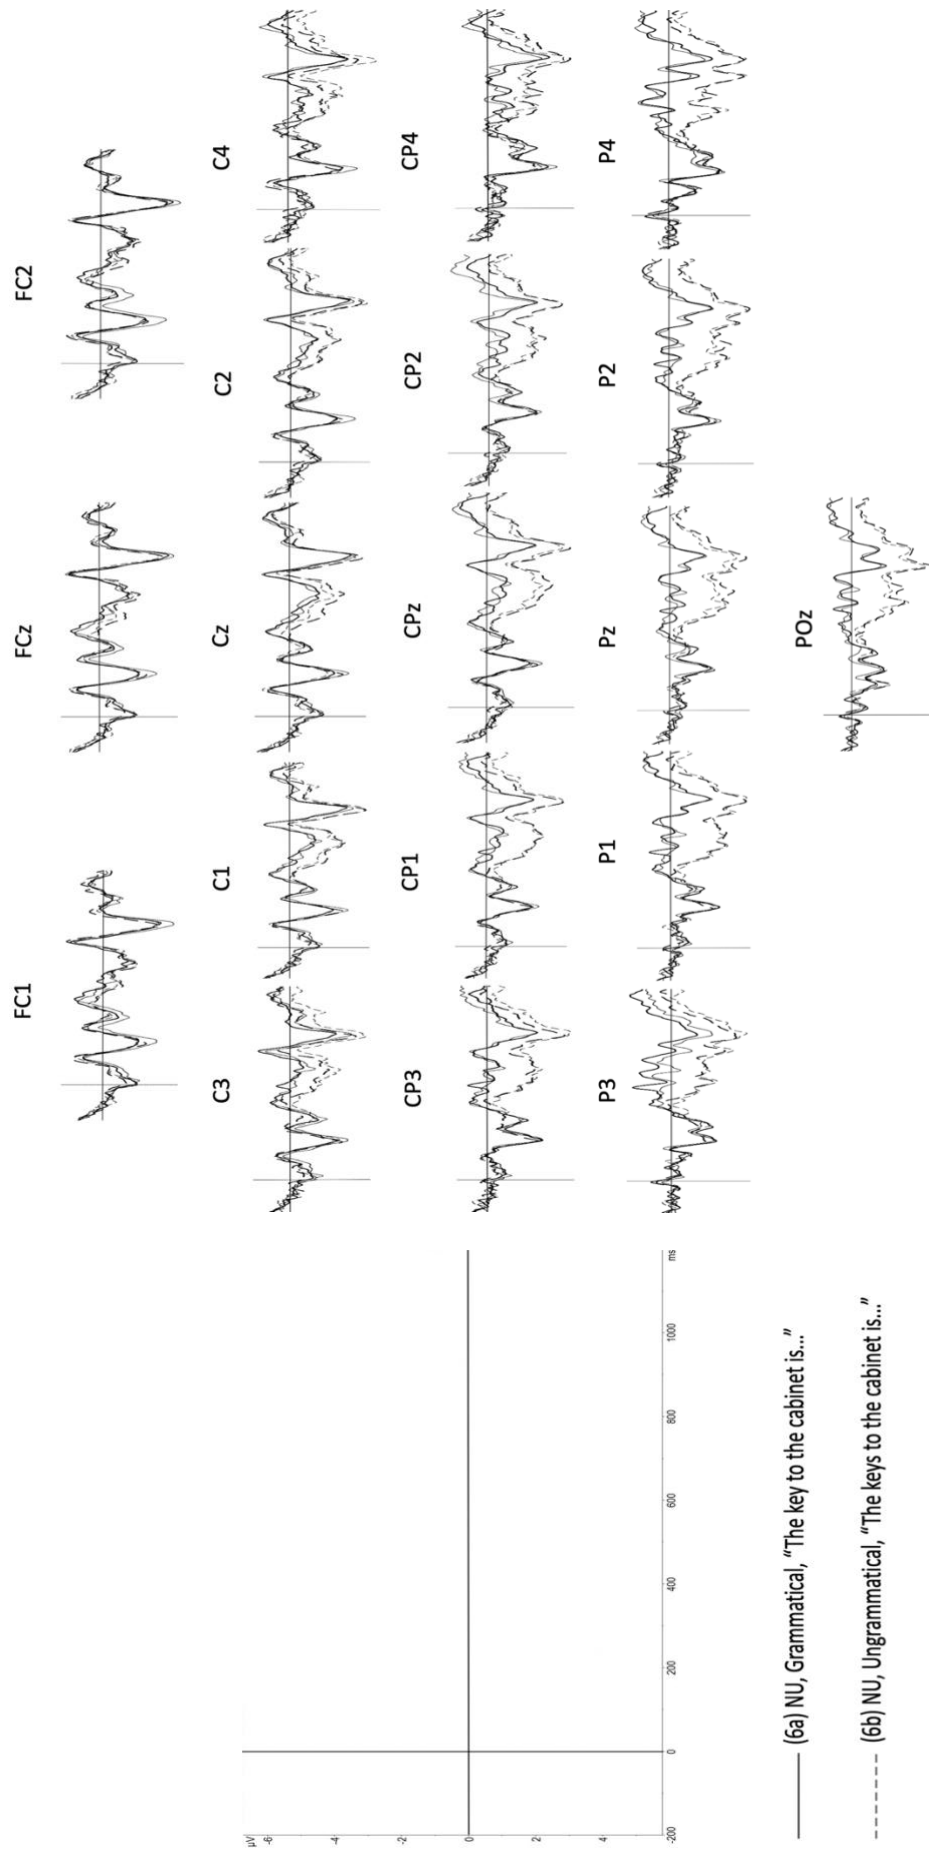 FC1
FCz
FC2
C3
C1
Cz
C2
C4
CP3
CP1
CPz
CP2
CP4
P3
P1
Pz
P2
P4
POz
µV
-6
-4
-2
0
2
4
-200
0
200
400
600
800
1000
ms
(6a) NU, Grammatical, “The key to the cabinet is...”
(6b) NU, Ungrammatical, “The keys to the cabinet is...”